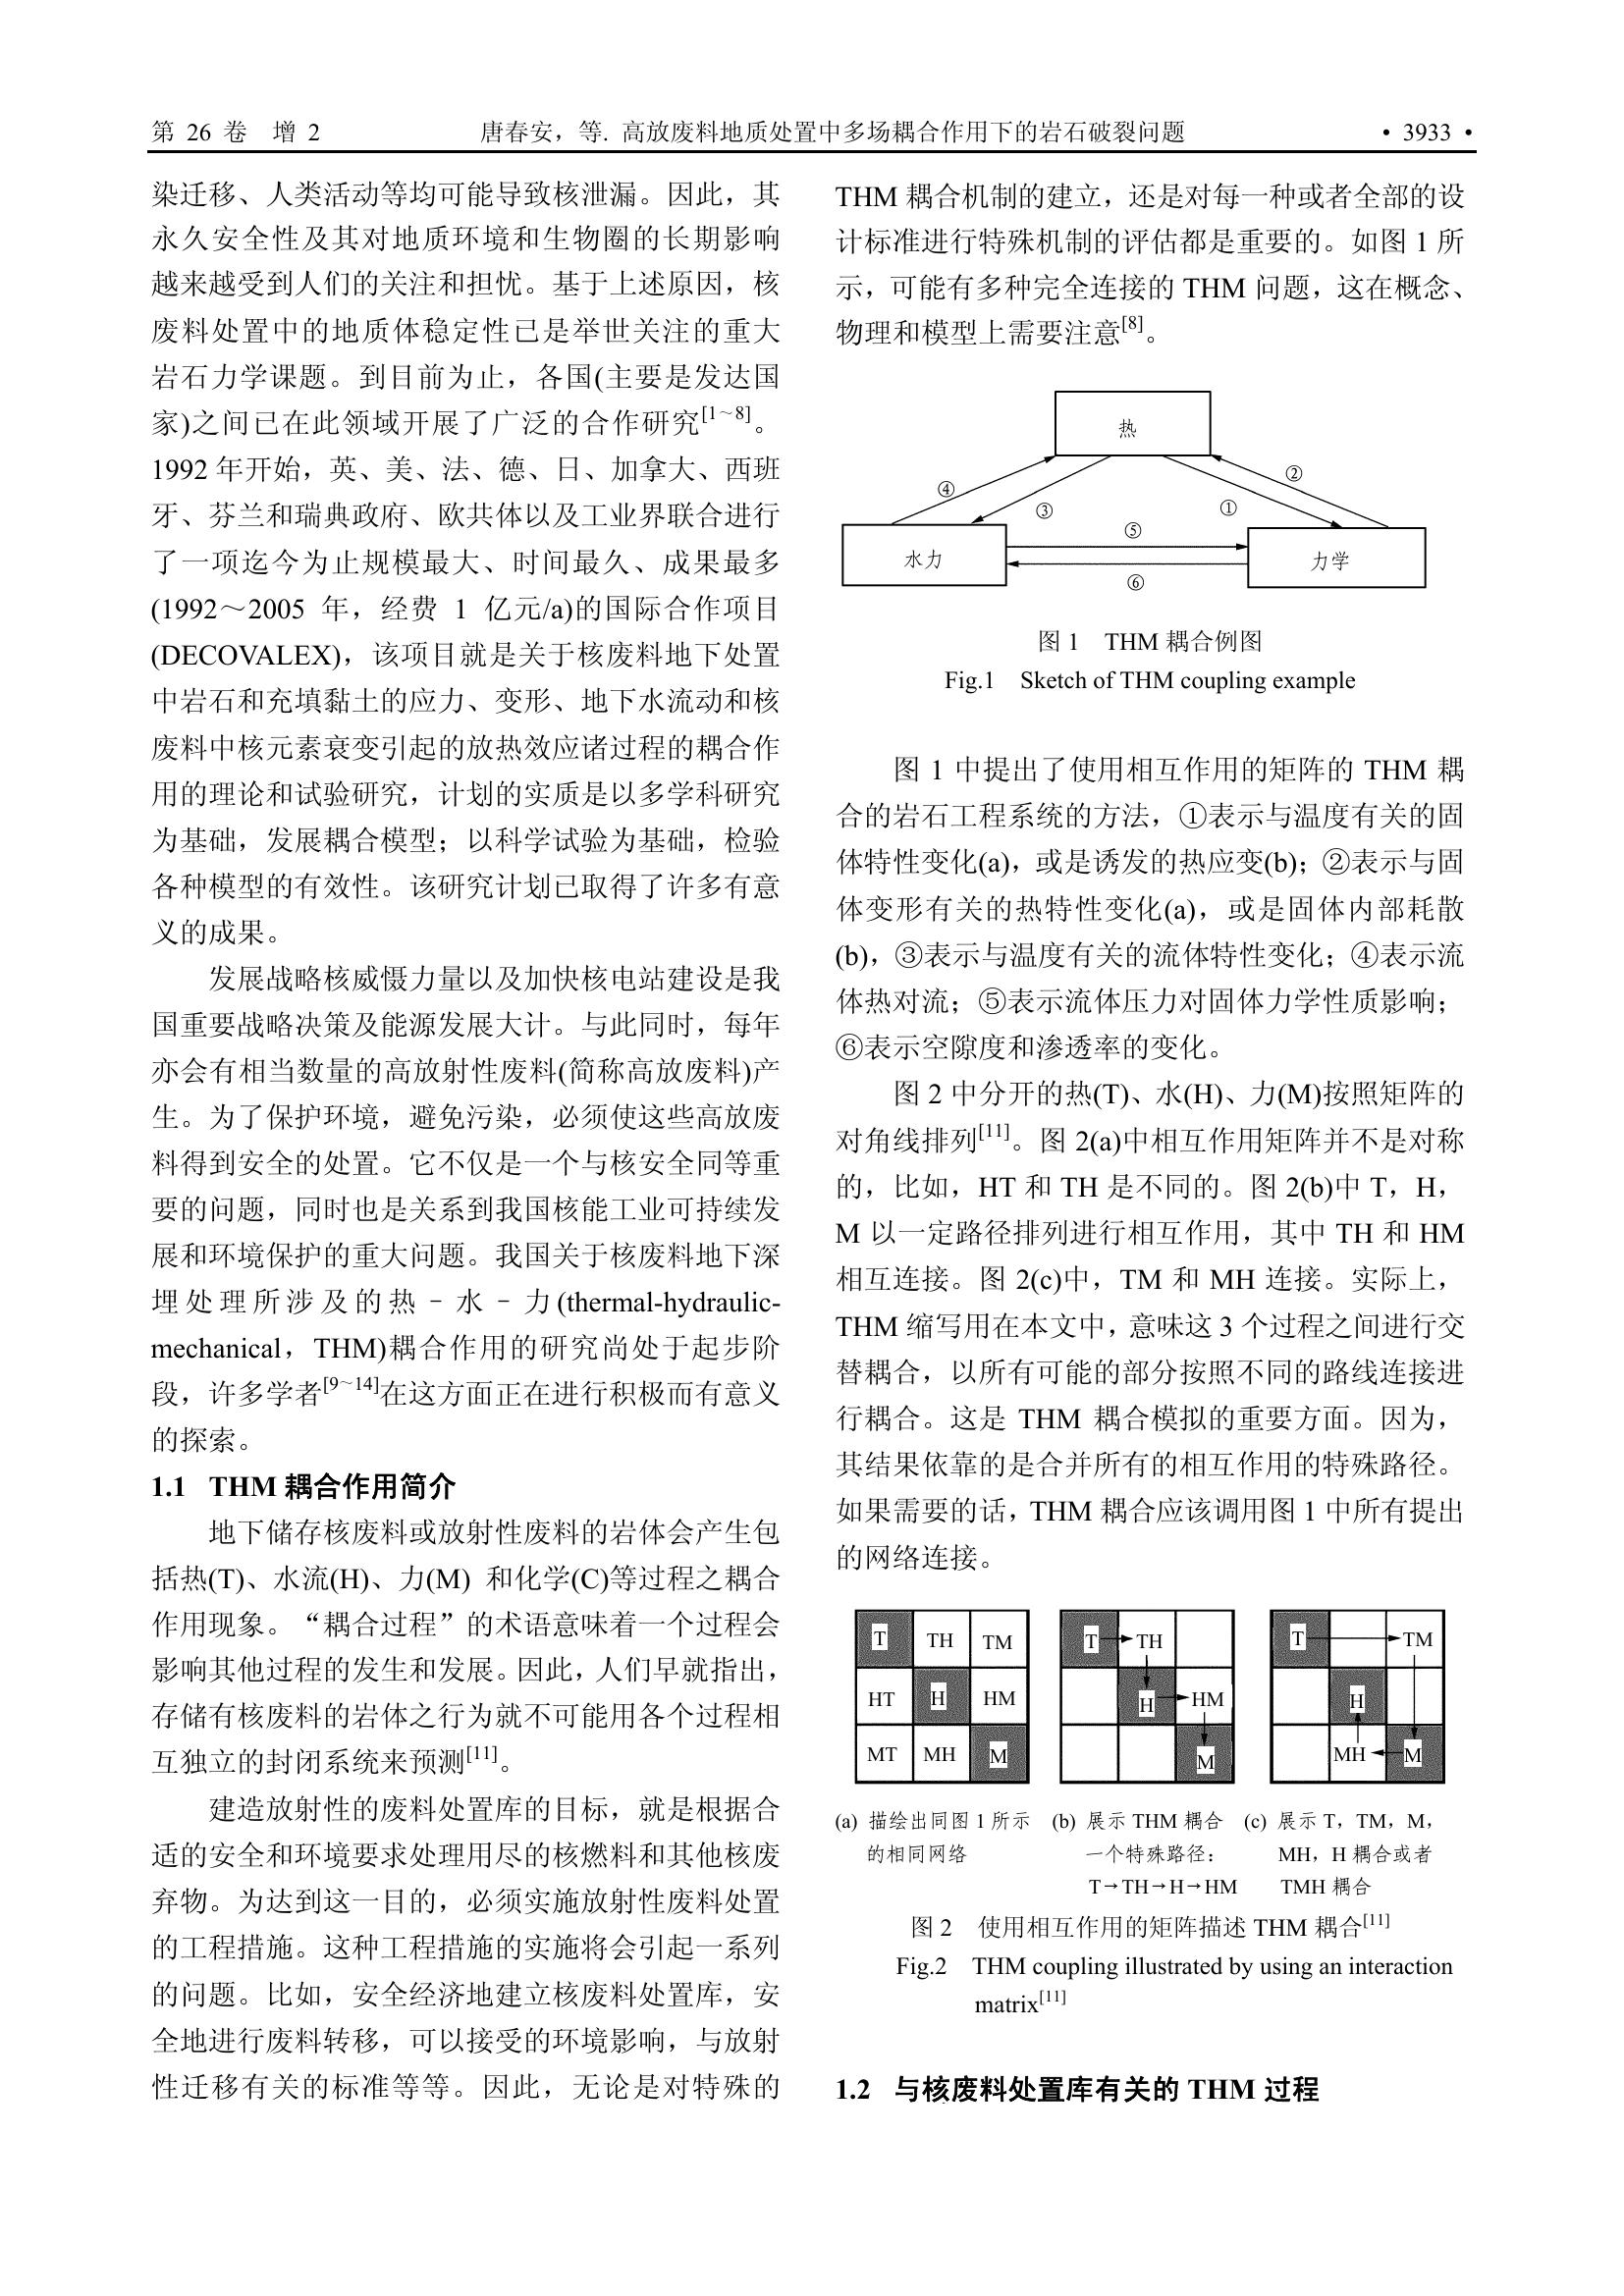 第 26 卷 增 2 唐春安，等. 高放废料地质处置中多场耦合作用下的岩石破裂问题 • 3933 •
染迁移、人类活动等均可能导致核泄漏。因此，其
永久安全性及其对地质环境和生物圈的长期影响
越来越受到人们的关注和担忧。基于上述原因，核
废料处置中的地质体稳定性已是举世关注的重大
岩石力学课题。到目前为止，各国(主要是发达国
家)之间已在此领域开展了广泛的合作研究[1～8]。
1992 年开始，英、美、法、德、日、加拿大、西班
牙、芬兰和瑞典政府、欧共体以及工业界联合进行
了一项迄今为止规模最大、时间最久、成果最多
(1992～2005 年，经费 1 亿元/a)的国际合作项目
(DECOVALEX)，该项目就是关于核废料地下处置
中岩石和充填黏土的应力、变形、地下水流动和核
废料中核元素衰变引起的放热效应诸过程的耦合作
用的理论和试验研究，计划的实质是以多学科研究
为基础，发展耦合模型；以科学试验为基础，检验
各种模型的有效性。该研究计划已取得了许多有意
义的成果。
发展战略核威慑力量以及加快核电站建设是我
国重要战略决策及能源发展大计。与此同时，每年
亦会有相当数量的高放射性废料(简称高放废料)产
生。为了保护环境，避免污染，必须使这些高放废
料得到安全的处置。它不仅是一个与核安全同等重
要的问题，同时也是关系到我国核能工业可持续发
展和环境保护的重大问题。我国关于核废料地下深
埋处理所涉及的热–水–力(thermal-hydraulic-
mechanical，THM)耦合作用的研究尚处于起步阶
段，许多学者[9～14]在这方面正在进行积极而有意义
的探索。
1.1 THM 耦合作用简介
地下储存核废料或放射性废料的岩体会产生包
括热(T)、水流(H)、力(M) 和化学(C)等过程之耦合
作用现象。“耦合过程”的术语意味着一个过程会
影响其他过程的发生和发展。因此，人们早就指出，
存储有核废料的岩体之行为就不可能用各个过程相
互独立的封闭系统来预测[11]。
建造放射性的废料处置库的目标，就是根据合
适的安全和环境要求处理用尽的核燃料和其他核废
弃物。为达到这一目的，必须实施放射性废料处置
的工程措施。这种工程措施的实施将会引起一系列
的问题。比如，安全经济地建立核废料处置库，安
全地进行废料转移，可以接受的环境影响，与放射
性迁移有关的标准等等。因此，无论是对特殊的
THM 耦合机制的建立，还是对每一种或者全部的设
计标准进行特殊机制的评估都是重要的。如图 1 所
示，可能有多种完全连接的 THM 问题，这在概念、
物理和模型上需要注意[8]。
热
④ ③ ① ②
水力 ⑤ ⑥ 力学
图 1 THM 耦合例图
Fig.1 Sketch of THM coupling example
图 1 中提出了使用相互作用的矩阵的 THM 耦
合的岩石工程系统的方法，①表示与温度有关的固
体特性变化(a)，或是诱发的热应变(b)；②表示与固
体变形有关的热特性变化(a)，或是固体内部耗散
(b)，③表示与温度有关的流体特性变化；④表示流
体热对流；⑤表示流体压力对固体力学性质影响；
⑥表示空隙度和渗透率的变化。
图 2 中分开的热(T)、水(H)、力(M)按照矩阵的
对角线排列[11]。图 2(a)中相互作用矩阵并不是对称
的，比如，HT 和 TH 是不同的。图 2(b)中 T，H，
M 以一定路径排列进行相互作用，其中 TH 和 HM
相互连接。图 2(c)中，TM 和 MH 连接。实际上，
THM 缩写用在本文中，意味这 3 个过程之间进行交
替耦合，以所有可能的部分按照不同的路线连接进
行耦合。这是 THM 耦合模拟的重要方面。因为，
其结果依靠的是合并所有的相互作用的特殊路径。
如果需要的话，THM 耦合应该调用图 1 中所有提出
的网络连接。
T TH TM
HT H HM
MT MH M
T TH
H HM
M
T TM
H
MH M
(a) 描绘出同图 1 所示
的相同网络
(b) 展示 THM 耦合
一个特殊路径：
T→TH→H→HM
(c) 展示 T，TM，M，
MH，H 耦合或者
TMH 耦合
图 2 使用相互作用的矩阵描述 THM 耦合[11]
Fig.2 THM coupling illustrated by using an interaction
matrix[11]
1.2 与核废料处置库有关的 THM 过程